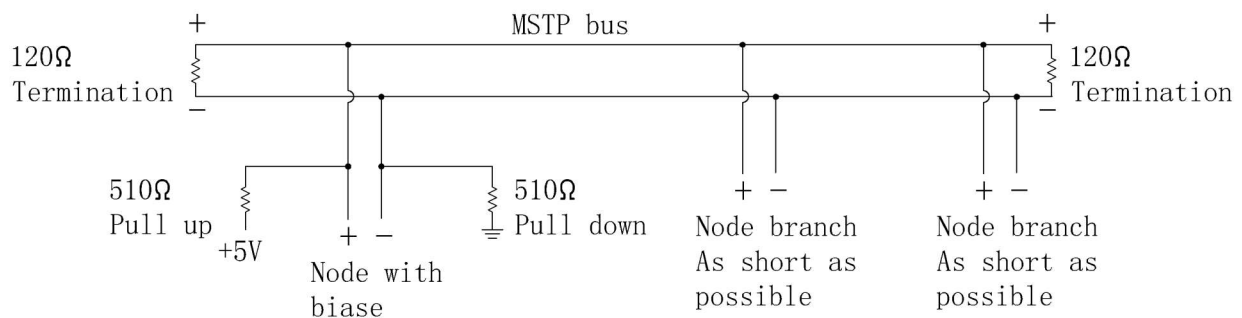 +
MSTP bus
+
120Ω
Termination
−
120Ω
Termination
−
510Ω
Pull up
+5V
+ −
Node with
biase
510Ω
Pull down
+ −
Node branch
As short as
possible
+ −
Node branch
As short as
possible